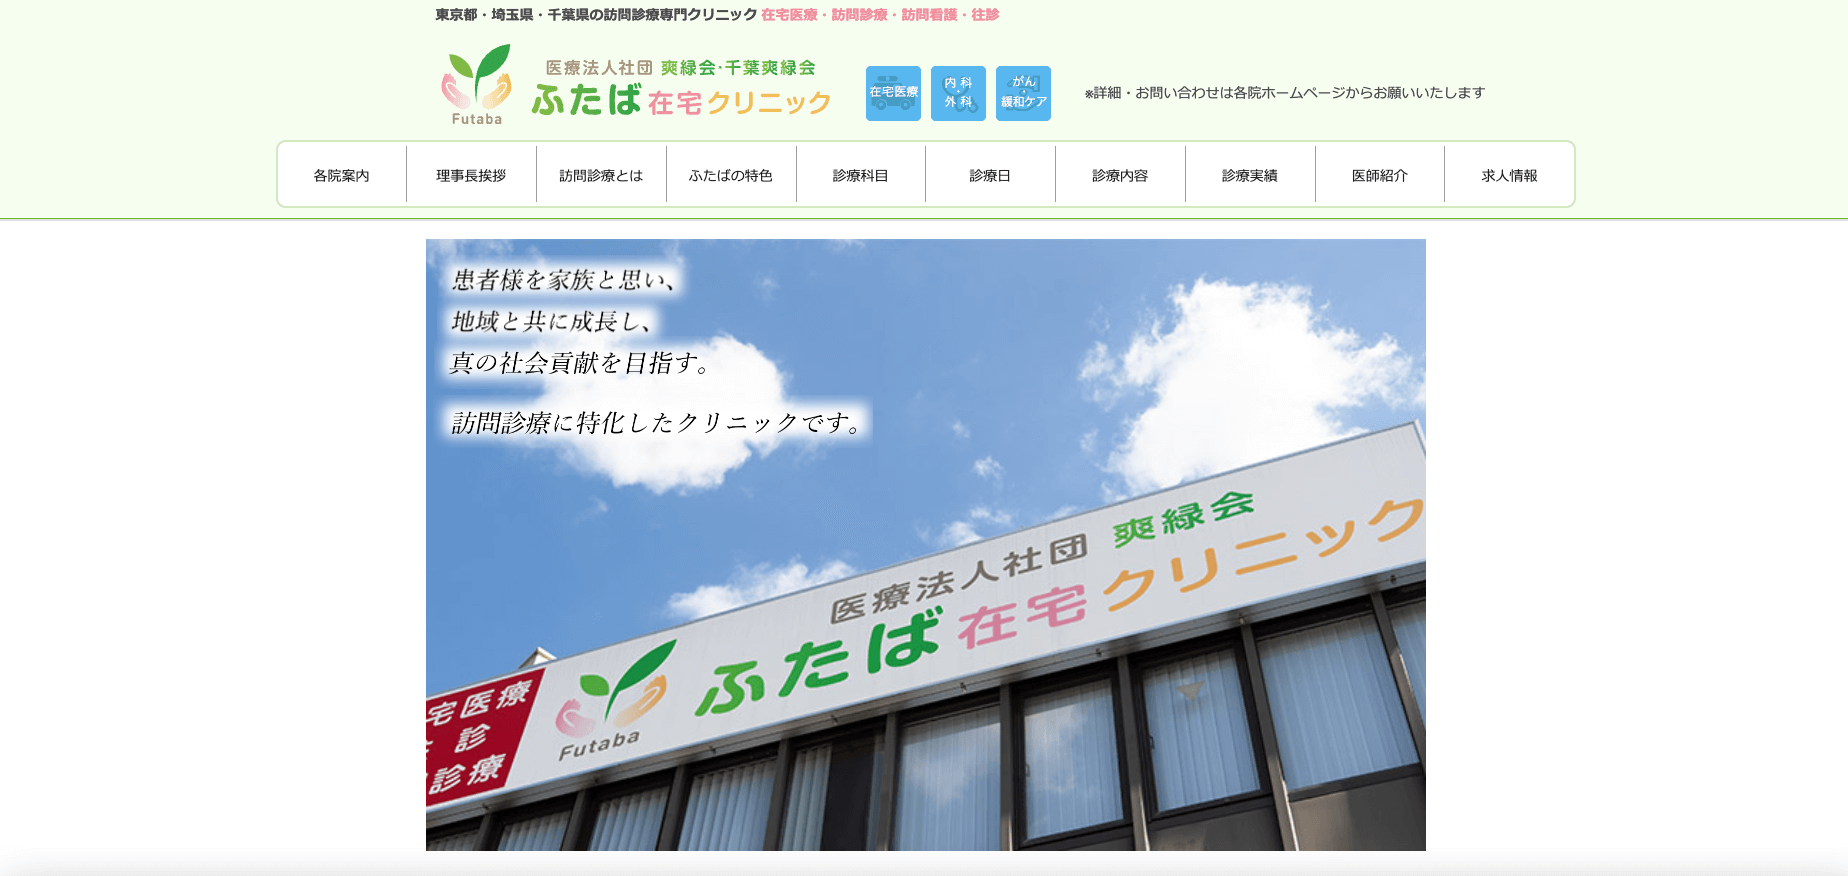 東京都・埼玉県・千葉県の訪問診療専門クリニック 在宅医療・訪問診療・訪問看護・往診
医療法人社団 爽緑会・千葉爽緑会
ふたば在宅クリニック
Futaba
在宅医療
内科・外科
がん・緩和ケア
※詳細・お問い合わせは各院ホームページからお願いいたします
各院案内
理事長挨拶
訪問診療とは
ふたばの特色
診療科目
診療日
診療内容
診療実績
医師紹介
求人情報
患者様を家族と思い、
地域と共に成長し、
真の社会貢献を目指す。
訪問診療に特化したクリニックです。
医療法人社団 爽緑会
ふたば在宅クリニック
Futaba
宅医療
診
診療